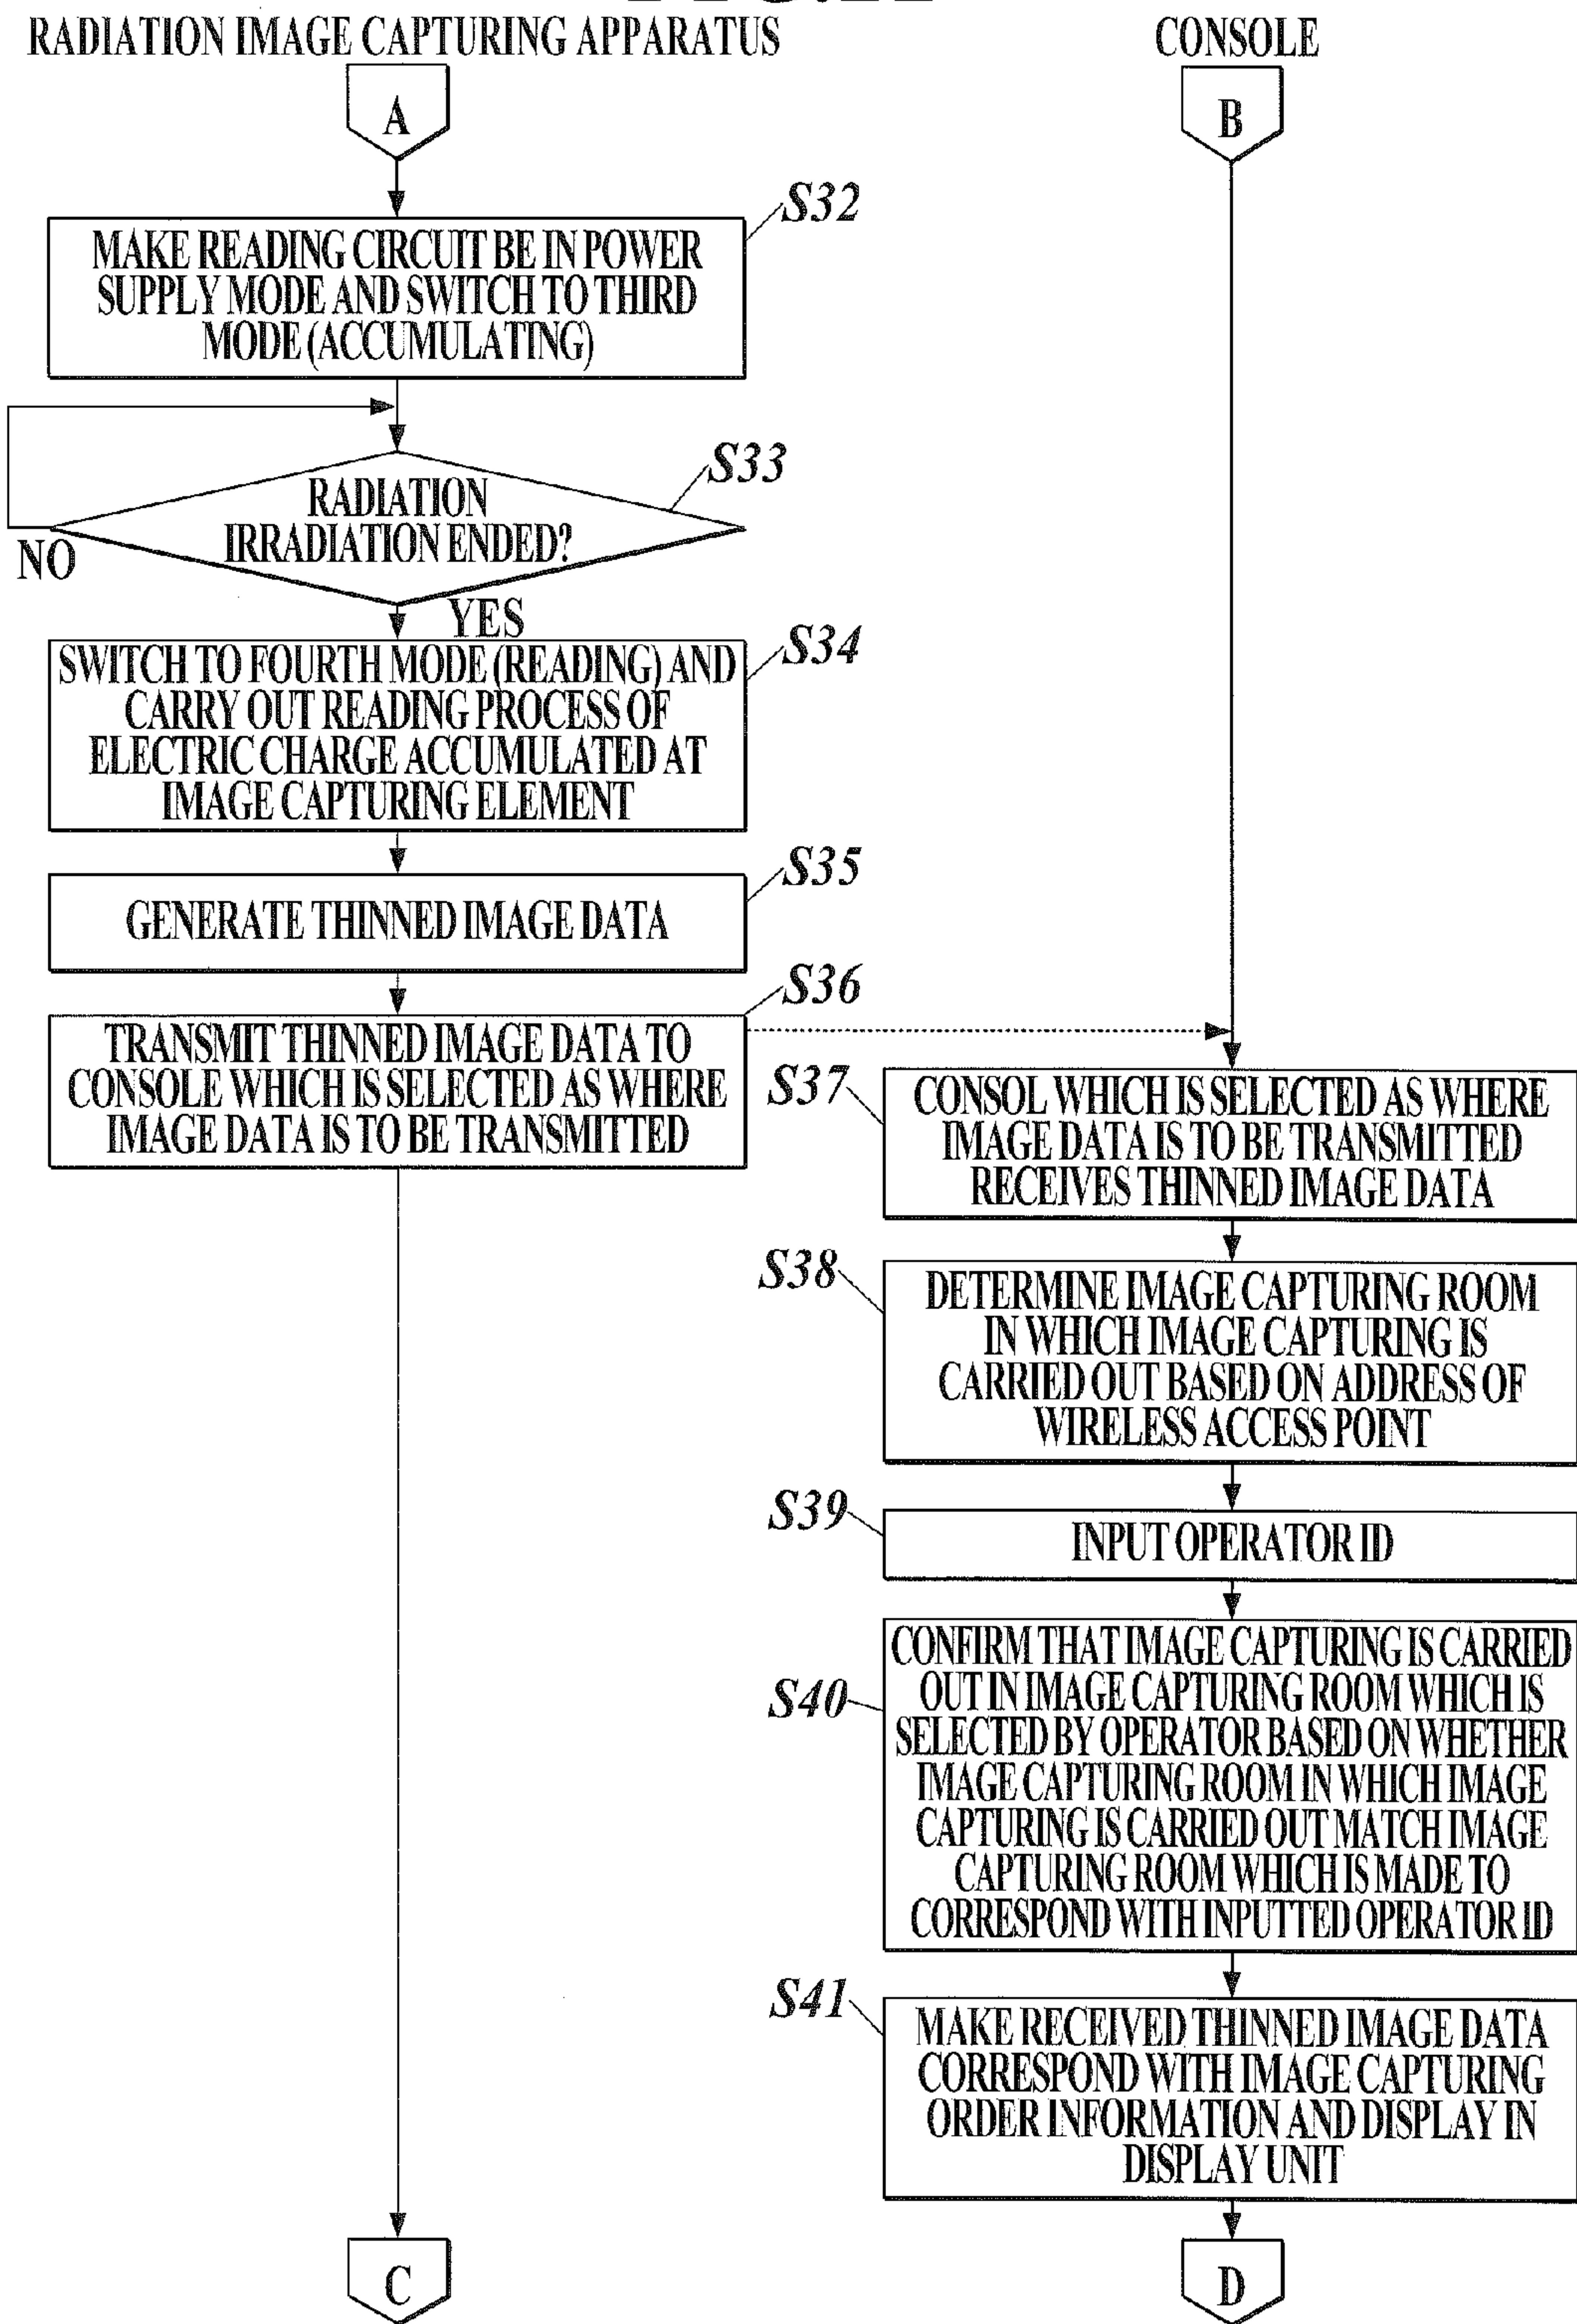 RADIATION IMAGE CAPTURING APPARATUS
A
S32
MAKE READING CIRCUIT BE IN POWER
SUPPLY MODE AND SWITCH TO THIRD
MODE (ACCUMULATING)
S33
RADIATION
IRRADIATION ENDED?
NO
YES
S34
SWITCH TO FOURTH MODE (READING) AND
CARRY OUT READING PROCESS OF
ELECTRIC CHARGE ACCUMULATED AT
IMAGE CAPTURING ELEMENT
S35
GENERATE THINNED IMAGE DATA
S36
TRANSMIT THINNED IMAGE DATA TO
CONSOLE WHICH IS SELECTED AS WHERE
IMAGE DATA IS TO BE TRANSMITTED
C
CONSOLE
B
S37
CONSOL WHICH IS SELECTED AS WHERE
IMAGE DATA IS TO BE TRANSMITTED
RECEIVES THINNED IMAGE DATA
S38
DETERMINE IMAGE CAPTURING ROOM
IN WHICH IMAGE CAPTURING IS
CARRIED OUT BASED ON ADDRESS OF
WIRELESS ACCESS POINT
S39
INPUT OPERATOR ID
S40
CONFIRM THAT IMAGE CAPTURING IS CARRIED
OUT IN IMAGE CAPTURING ROOM WHICH IS
SELECTED BY OPERATOR BASED ON WHETHER
IMAGE CAPTURING ROOM IN WHICH IMAGE
CAPTURING IS CARRIED OUT MATCH IMAGE
CAPTURING ROOM WHICH IS MADE TO
CORRESPOND WITH INPUTTED OPERATOR ID
S41
MAKE RECEIVED THINNED IMAGE DATA
CORRESPOND WITH IMAGE CAPTURING
ORDER INFORMATION AND DISPLAY IN
DISPLAY UNIT
D